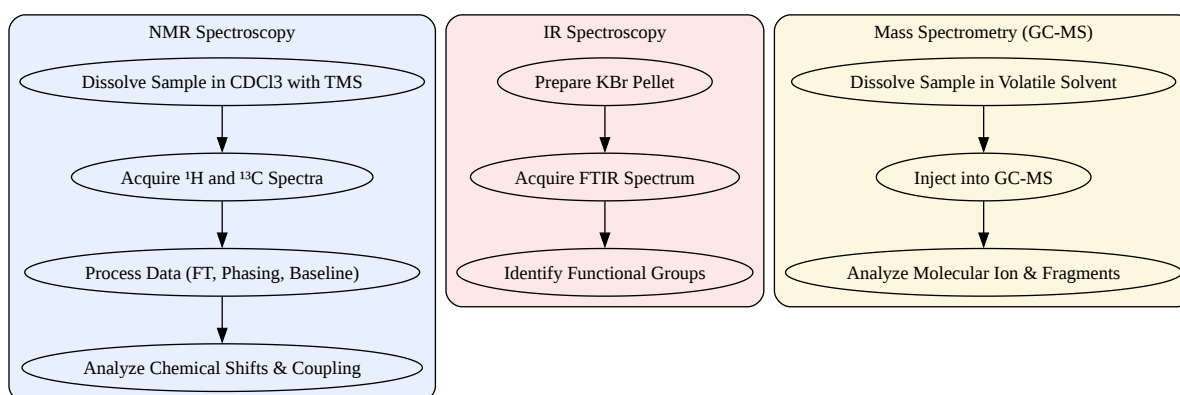 NMR Spectroscopy
Dissolve Sample in CDCl3 with TMS
Acquire ¹H and ¹³C Spectra
Process Data (FT, Phasing, Baseline)
Analyze Chemical Shifts & Coupling
IR Spectroscopy
Prepare KBr Pellet
Acquire FTIR Spectrum
Identify Functional Groups
Mass Spectrometry (GC-MS)
Dissolve Sample in Volatile Solvent
Inject into GC-MS
Analyze Molecular Ion & Fragments